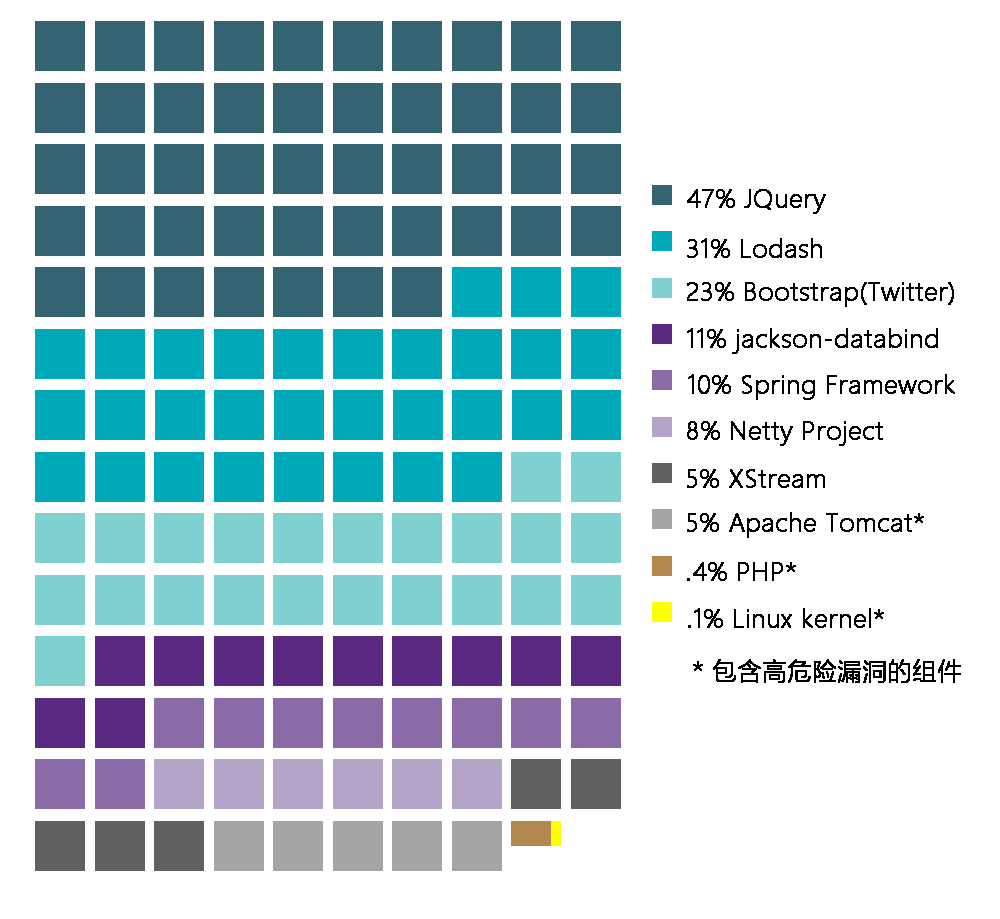 47% JQuery
31% Lodash
23% Bootstrap(Twitter)
11% jackson-databind
10% Spring Framework
8% Netty Project
5% XStream
5% Apache Tomcat*
.4% PHP*
.1% Linux kernel*
* 包含高危险漏洞的组件